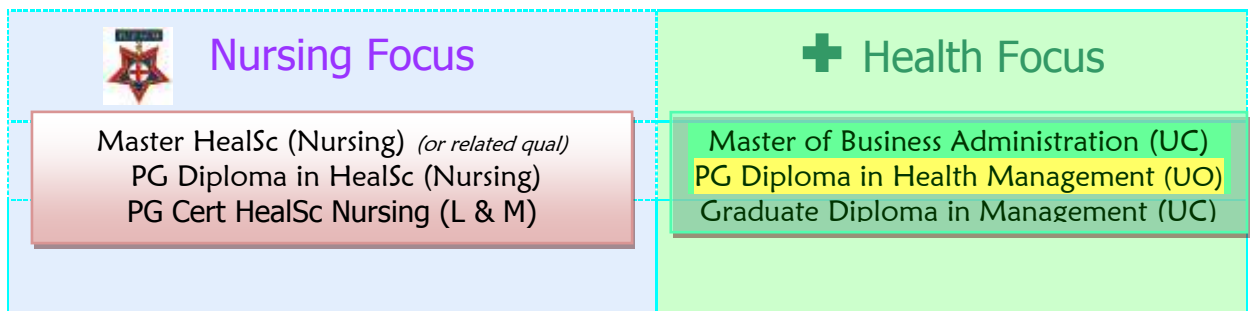 Nursing Focus
Health Focus
Master HealSc (Nursing) (or related qual)
PG Diploma in HealSc (Nursing)
PG Cert HealSc Nursing (L & M)
Master of Business Administration (UC)
PG Diploma in Health Management (UO)
Graduate Diploma in Management (UC)